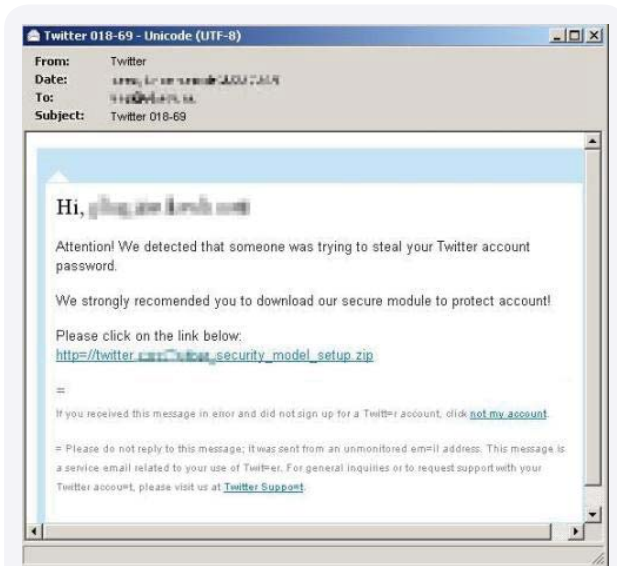 Twitter 018-69 - Unicode (UTF-8)
From: Twitter
Date:
To:
Subject: Twitter 018-69
Hi,
Attention! We detected that someone was trying to steal your Twitter account
password.
We strongly recomended you to download our secure module to protect account!
Please click on the link below:
http=//twitter. _security_model_setup.zip
=
If you received this message in error and did not sign up for a Twitt=r account, click not my account.
= Please do not reply to this message; it was sent from an unmonitored em=il address. This message is
a service email related to your use of Twit=er. For general inquiries or to request support with your
Twitter accou=t, please visit us at Twitter Suppo=t.